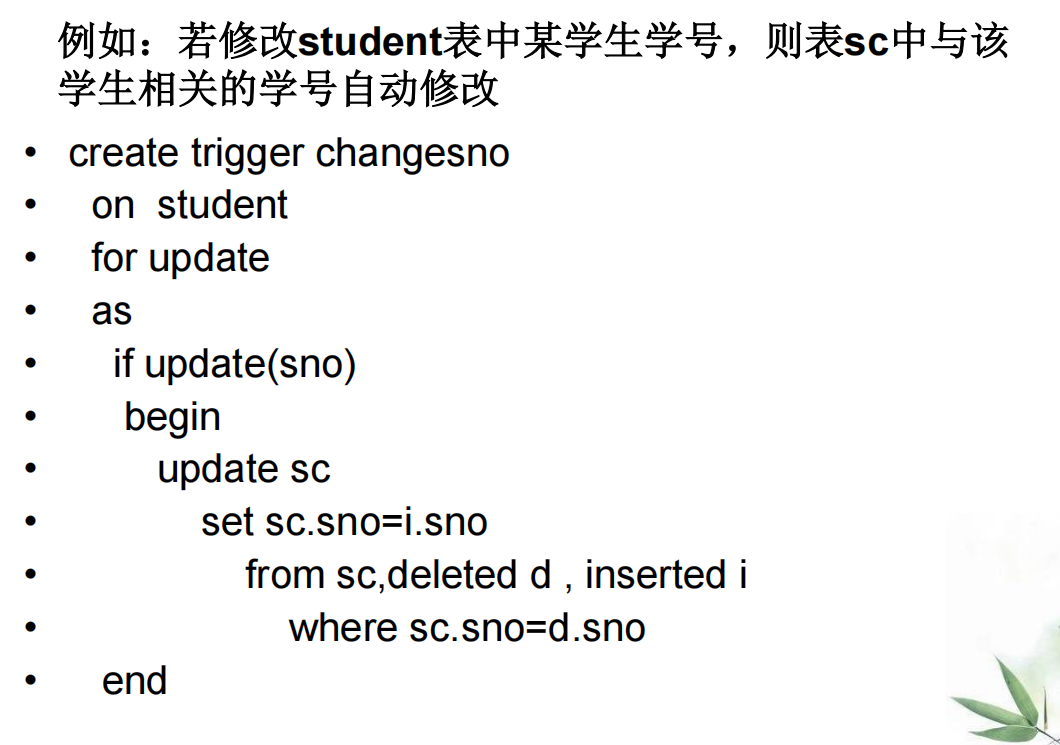 例如：若修改student表中某学生学号，则表sc中与该
学生相关的学号自动修改
• create trigger changesno
• on student
• for update
• as
• if update(sno)
• begin
• update sc
• set sc.sno=i.sno
• from sc,deleted d , inserted i
• where sc.sno=d.sno
• end